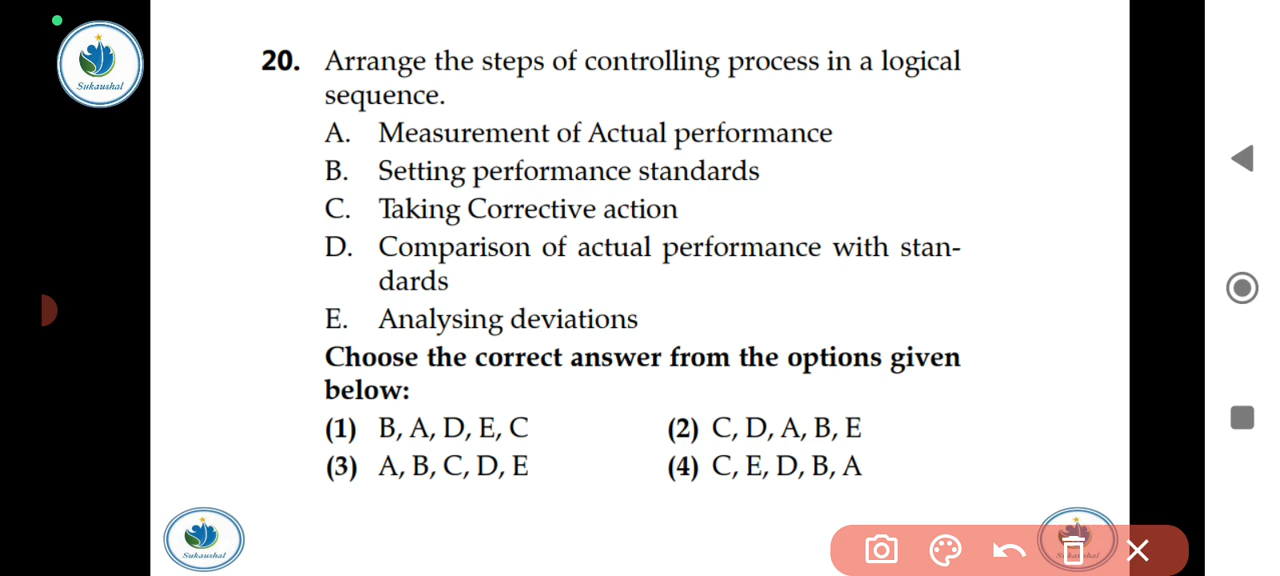 Sukaushal
20. Arrange the steps of controlling process in a logical
sequence.
A. Measurement of Actual performance
B. Setting performance standards
C. Taking Corrective action
D. Comparison of actual performance with stan-
dards
E. Analysing deviations
Choose the correct answer from the options given
below:
(1) B, A, D, E, C (2) C, D, A, B, E
(3) A, B, C, D, E (4) C, E, D, B, A
Sukaushal
Sukaushal